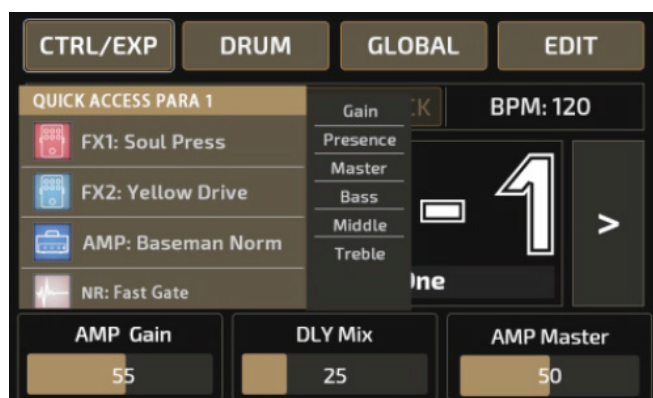 CTRL/EXP DRUM GLOBAL EDIT
QUICK ACCESS PARA 1
BPM: 120
FX1: Soul Press
FX2: Yellow Drive
AMP: Baseman Norm
NR: Fast Gate
Gain
Presence
Master
Bass
Middle
Treble
- 1
>
AMP Gain DLY Mix AMP Master
55 25 50